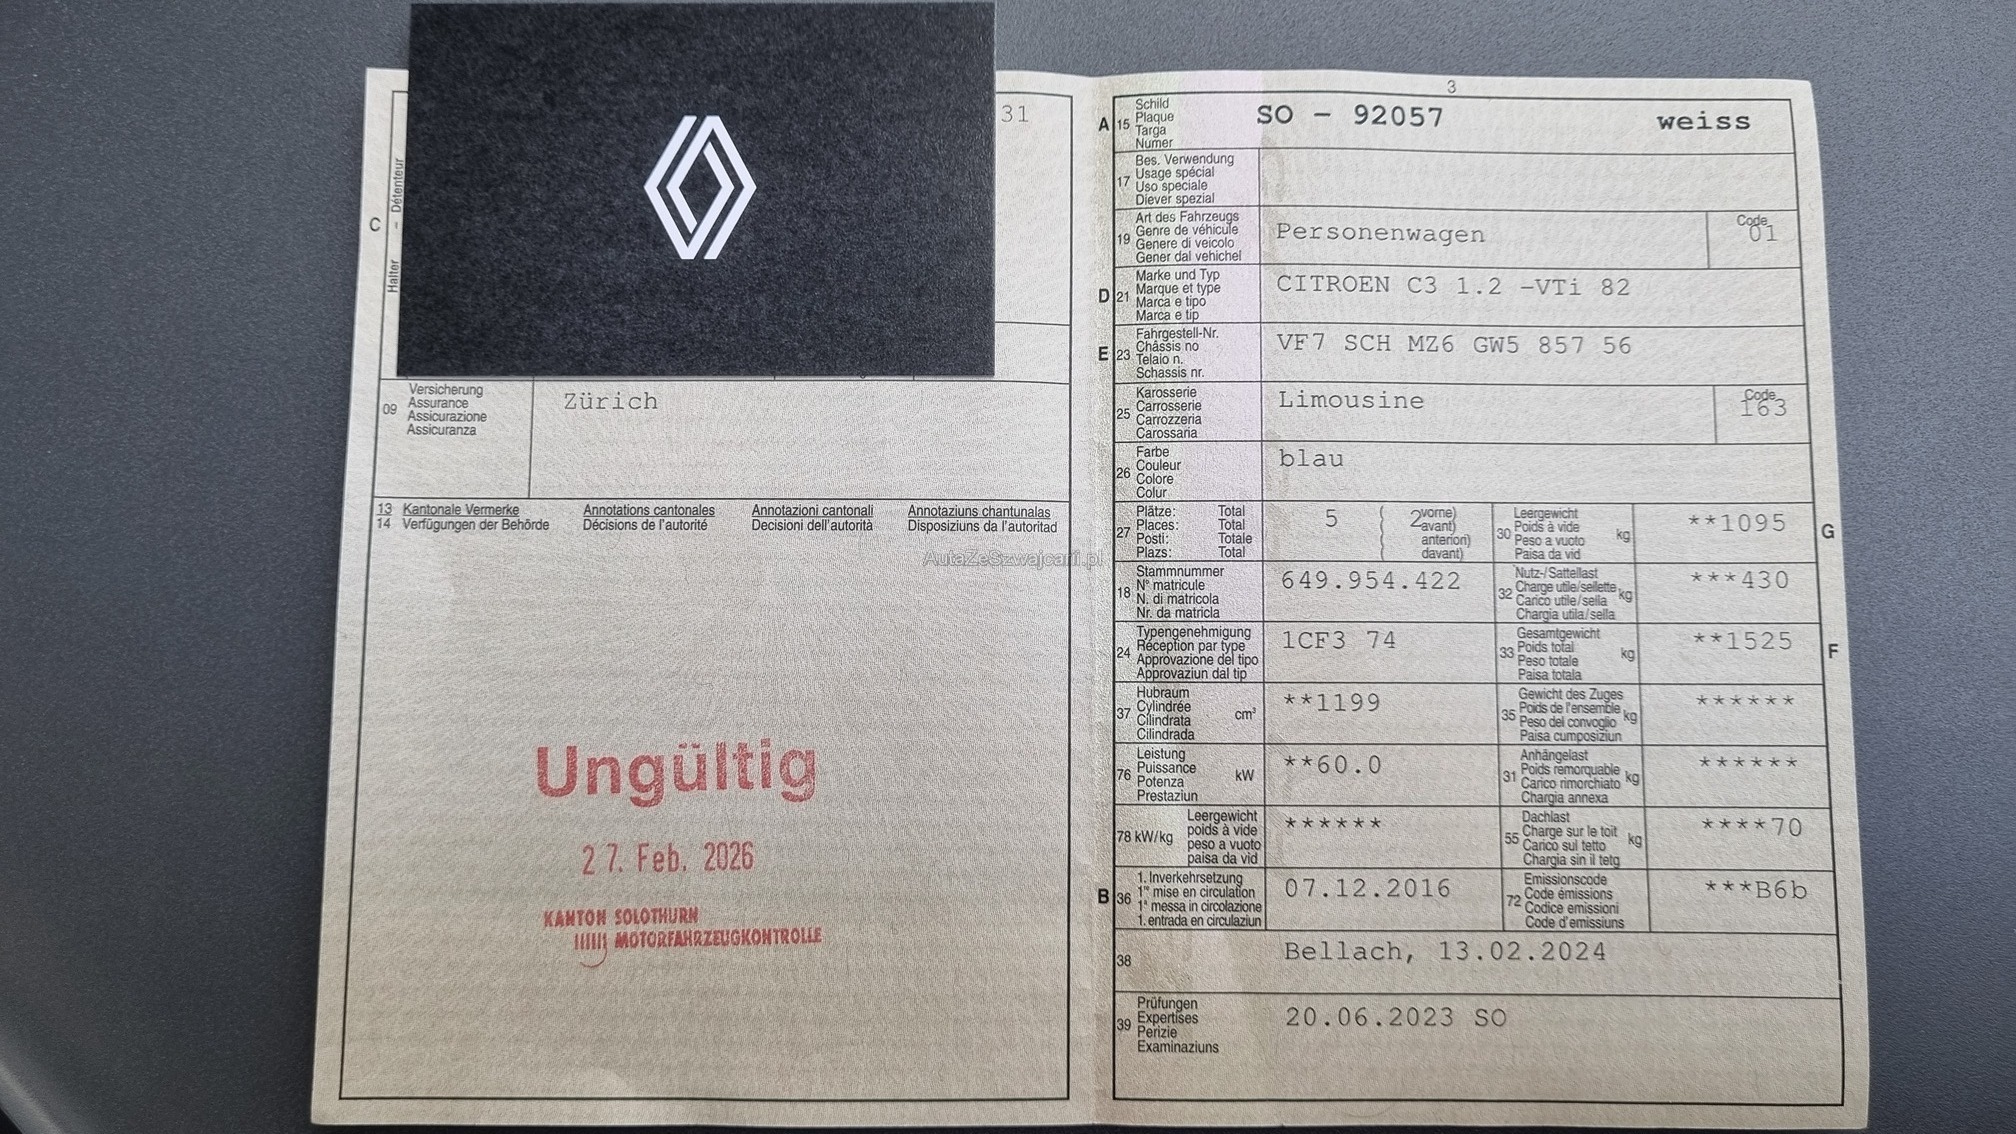 31
C
Halter - Détenteur
09
Versicherung
Assurance
Assicurazione
Assicuranza
Zürich
13 Kantonale Vermerke Annotations cantonales Annotazioni cantonali Annotaziuns chantunalas
14 Verfügungen der Behörde Décisions de l'autorité Decisioni dell'autorità Disposiziuns da l'autoritad
AutaZeSzwajcarii.pl
Ungültig
27. Feb. 2026
KANTON SOLOTHURN
MOTORFAHRZEUGKONTROLLE
3
A 15
Schild
Plaque
Targa
Numer
SO - 92057 weiss
17
Bes. Verwendung
Usage spécial
Uso speciale
Diever spezial
19
Art des Fahrzeugs
Genre de véhicule
Genere di veicolo
Gener dal vehichel
Personenwagen
Code
01
D 21
Marke und Typ
Marque et type
Marca e tipo
Marca e tip
CITROEN C3 1.2 -VTi 82
E 23
Fahrgestell-Nr.
Châssis no
Telaio n.
Schassis nr.
VF7 SCH MZ6 GW5 857 56
25
Karosserie
Carrosserie
Carrozzeria
Carossaria
Limousine
Code
163
26
Farbe
Couleur
Colore
Colur
blau
27
Plätze: Total
Places: Total
Posti: Totale
Plazs: Total
5 ( 2 vorne)
( avant)
( anteriori)
( davant)
30
Leergewicht
Poids à vide
Peso a vuoto
Paisa da vid
kg
**1095
G
18
Stammnummer
N° matricule
N. di matricola
Nr. da matricla
649.954.422
32
Nutz-/Sattellast
Charge utile/sellette
Carico utile/sella
Chargia utila/sella
kg
***430
24
Typengenehmigung
Réception par type
Approvazione del tipo
Approvaziun dal tip
1CF3 74
33
Gesamtgewicht
Poids total
Peso totale
Paisa totala
kg
**1525
F
37
Hubraum
Cylindrée
Cilindrata
Cilindrada
cm³
**1199
35
Gewicht des Zuges
Poids de l'ensemble
Peso del convoglio
Paisa cumposiziun
kg
******
76
Leistung
Puissance
Potenza
Prestaziun
kW
**60.0
31
Anhängelast
Poids remorquable
Carico rimorchiato
Chargia annexa
kg
******
78 kW/kg
Leergewicht
poids à vide
peso a vuoto
paisa da vid
******
55
Dachlast
Charge sur le toit
Carico sul tetto
Chargia sin il tetg
kg
****70
B 36
1. Inverkehrsetzung
1re mise en circulation
1a messa in circolazione
1. entrada en circulaziun
07.12.2016
72
Emissionscode
Code émissions
Codice emissioni
Code d'emissiuns
***B6b
38
Bellach, 13.02.2024
39
Prüfungen
Expertises
Perizie
Examinaziuns
20.06.2023 SO